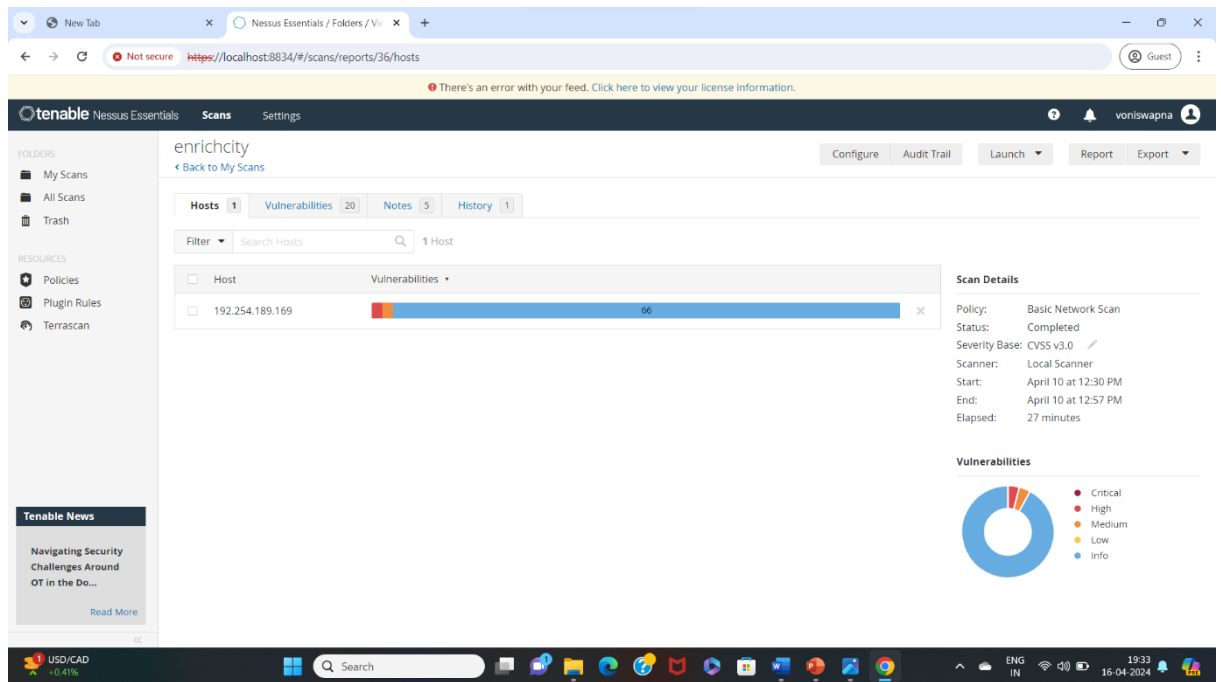 New Tab
Nessus Essentials / Folders / Vie
Not secure https://localhost:8834/#/scans/reports/36/hosts
Guest
There's an error with your feed. Click here to view your license information.
tenable Nessus Essentials Scans Settings
voniswapna
FOLDERS
My Scans
All Scans
Trash
RESOURCES
Policies
Plugin Rules
Terrascan
Tenable News
Navigating Security
Challenges Around
OT in the Do...
Read More
enrichcity
Back to My Scans
Configure Audit Trail Launch Report Export
Hosts 1 Vulnerabilities 20 Notes 5 History 1
Filter Search Hosts 1 Host
Host Vulnerabilities
192.254.189.169 66
Scan Details
Policy: Basic Network Scan
Status: Completed
Severity Base: CVSS v3.0
Scanner: Local Scanner
Start: April 10 at 12:30 PM
End: April 10 at 12:57 PM
Elapsed: 27 minutes
Vulnerabilities
Critical
High
Medium
Low
Info
1 USD/CAD
+0.41%
Search
ENG
IN
19:33
16-04-2024